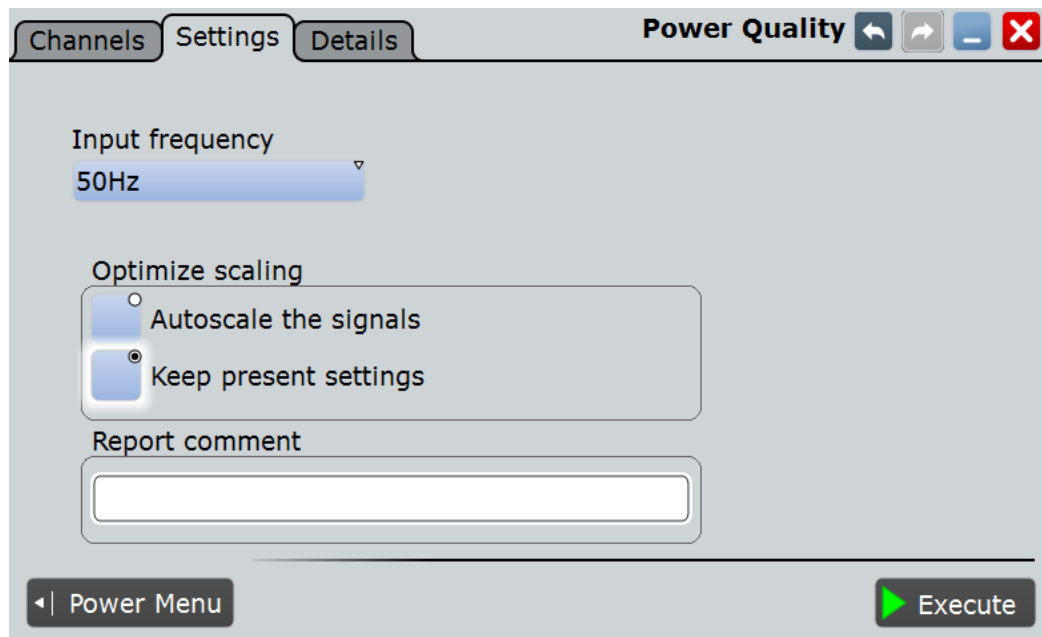 Channels Settings Details Power Quality
Input frequency
50Hz
Optimize scaling
Autoscale the signals
Keep present settings
Report comment
Power Menu Execute